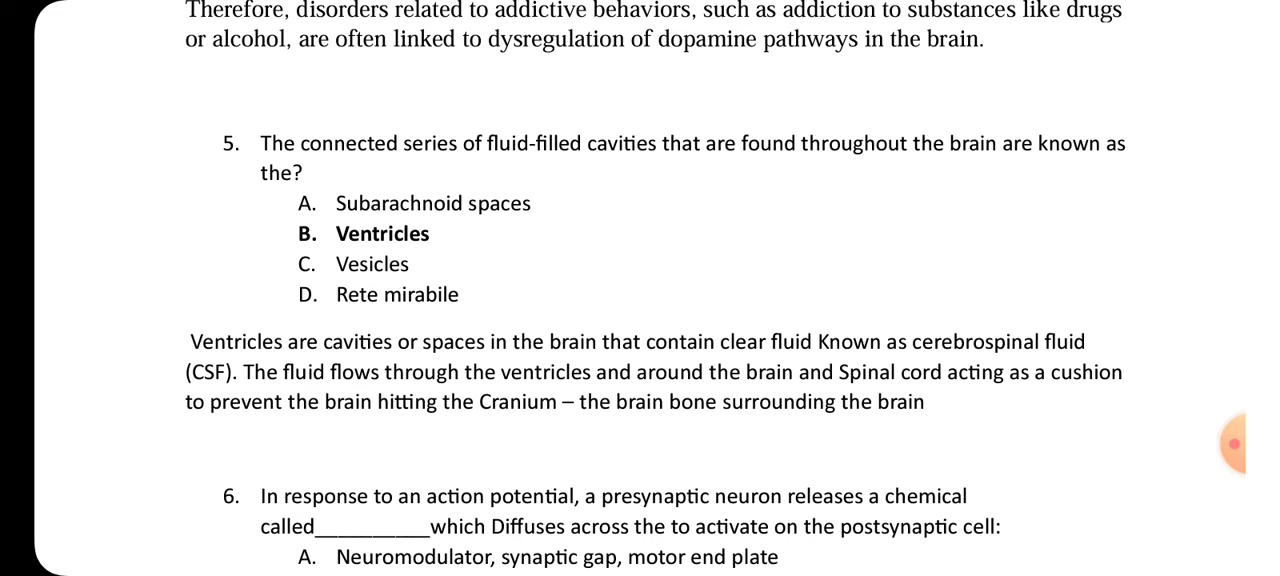 Therefore, disorders related to addictive behaviors, such as addiction to substances like drugs
or alcohol, are often linked to dysregulation of dopamine pathways in the brain.
5. The connected series of fluid-filled cavities that are found throughout the brain are known as
the?
A. Subarachnoid spaces
B. Ventricles
C. Vesicles
D. Rete mirabile
Ventricles are cavities or spaces in the brain that contain clear fluid Known as cerebrospinal fluid
(CSF). The fluid flows through the ventricles and around the brain and Spinal cord acting as a cushion
to prevent the brain hitting the Cranium – the brain bone surrounding the brain
6. In response to an action potential, a presynaptic neuron releases a chemical
called__________which Diffuses across the to activate on the postsynaptic cell:
A. Neuromodulator, synaptic gap, motor end plate